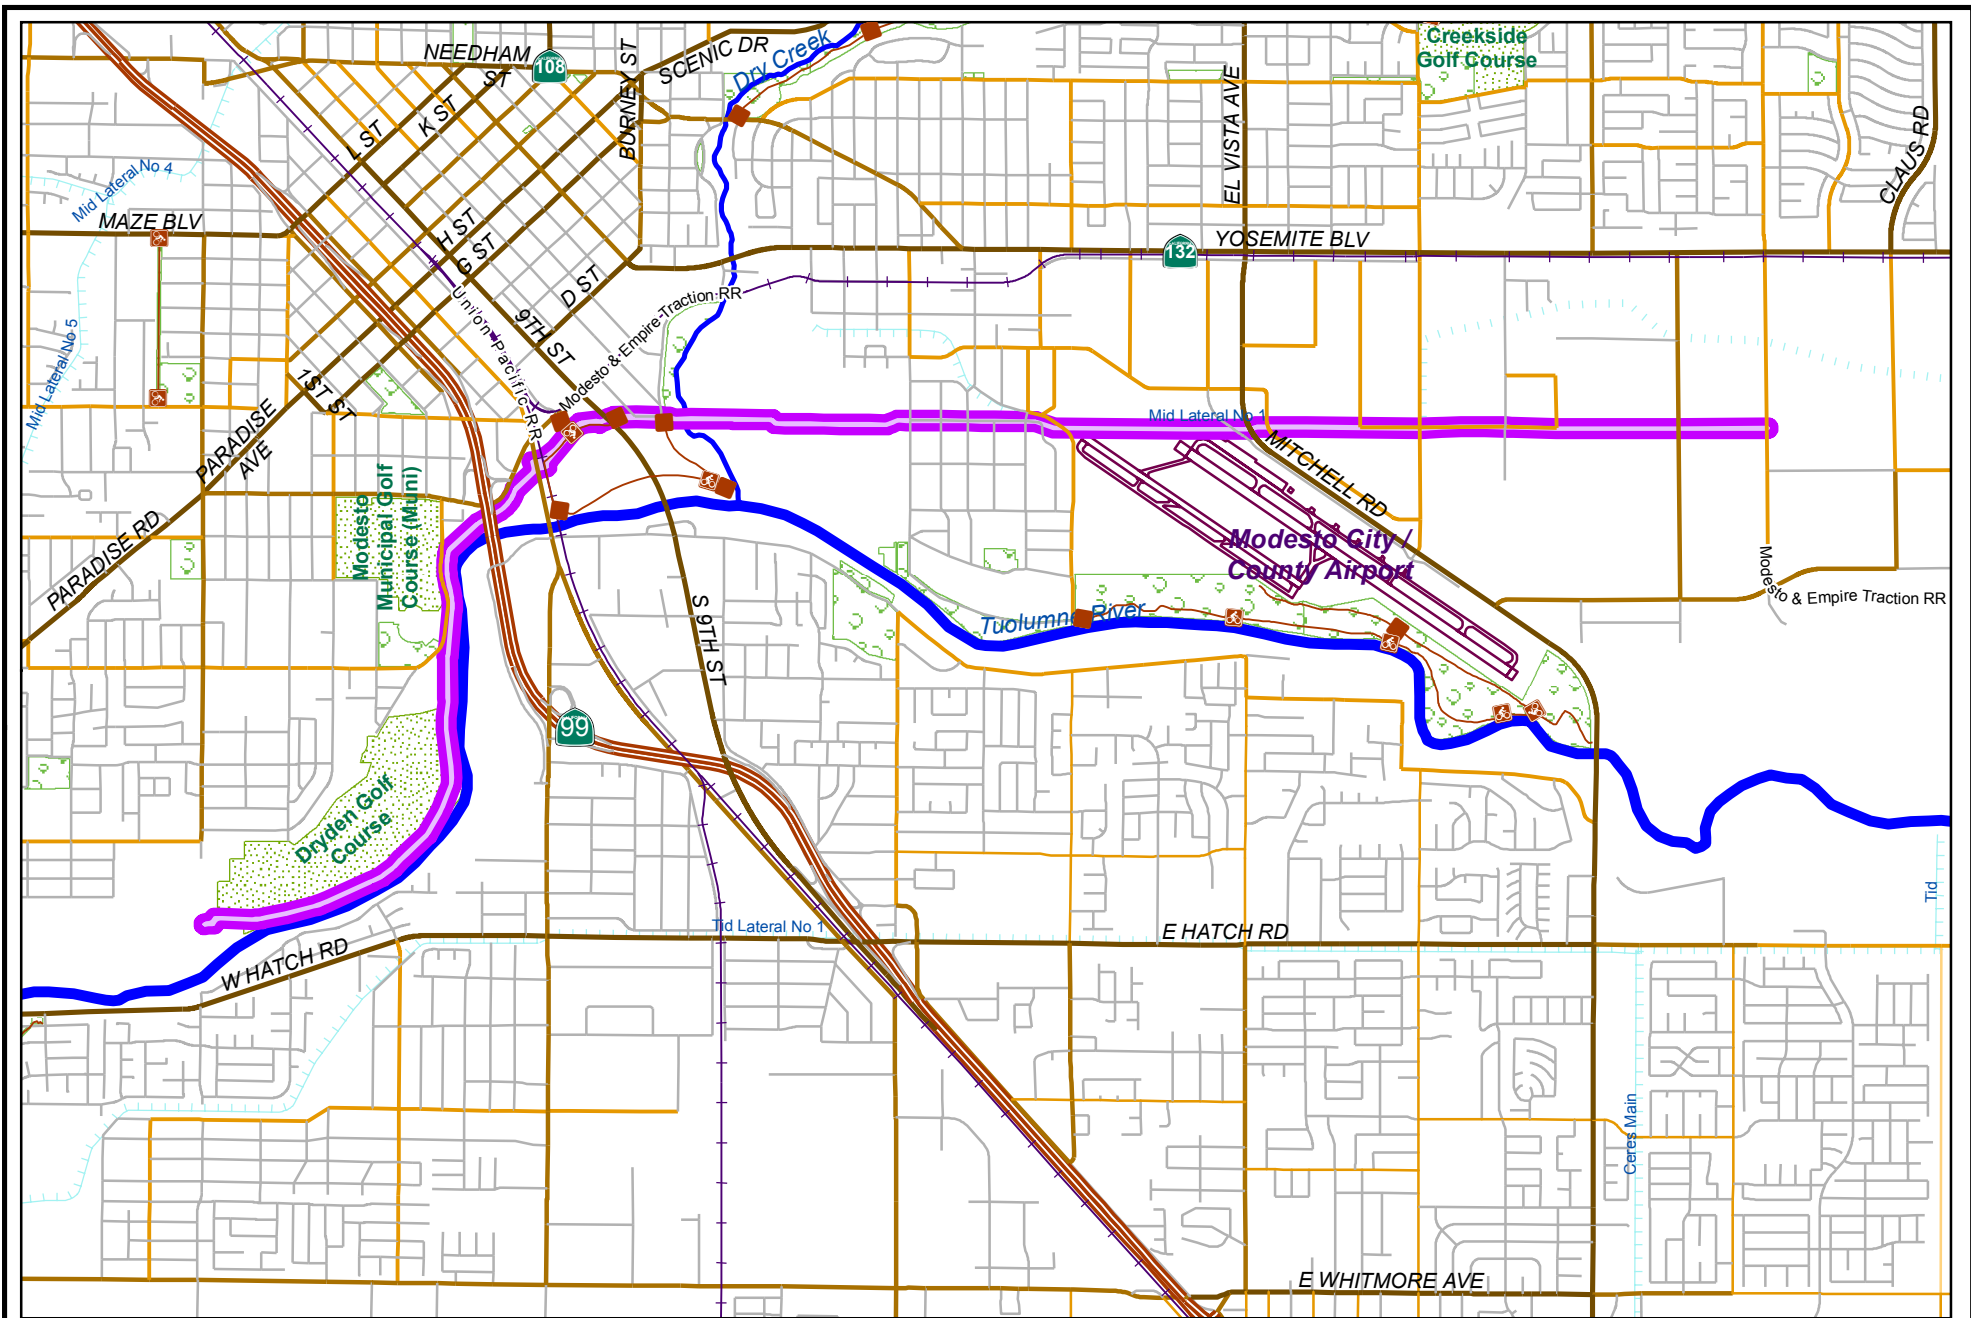 NEEDHAM
ST
108
BURNEY ST
SCENIC DR
Dry Creek
Creekside
Golf Course
EL VISTA AVE
CLAUS RD
L ST
K ST
Mid Lateral No 4
MAZE BLV
H ST
G ST
YOSEMITE BLV
132
D ST
9TH ST
Union Pacific RR
Modesto & Empire Traction RR
Mid Lateral No 5
1ST ST
PARADISE
AVE
Mid Lateral No 1
MITCHELL RD
Modesto
Municipal Golf
Course (Muni)
PARADISE RD
Modesto City /
County Airport
Modesto & Empire Traction RR
Tuolumne River
S 9TH ST
99
Dryden Golf
Course
Tid
Tid Lateral No 1
E HATCH RD
W HATCH RD
Ceres Main
E WHITMORE AVE